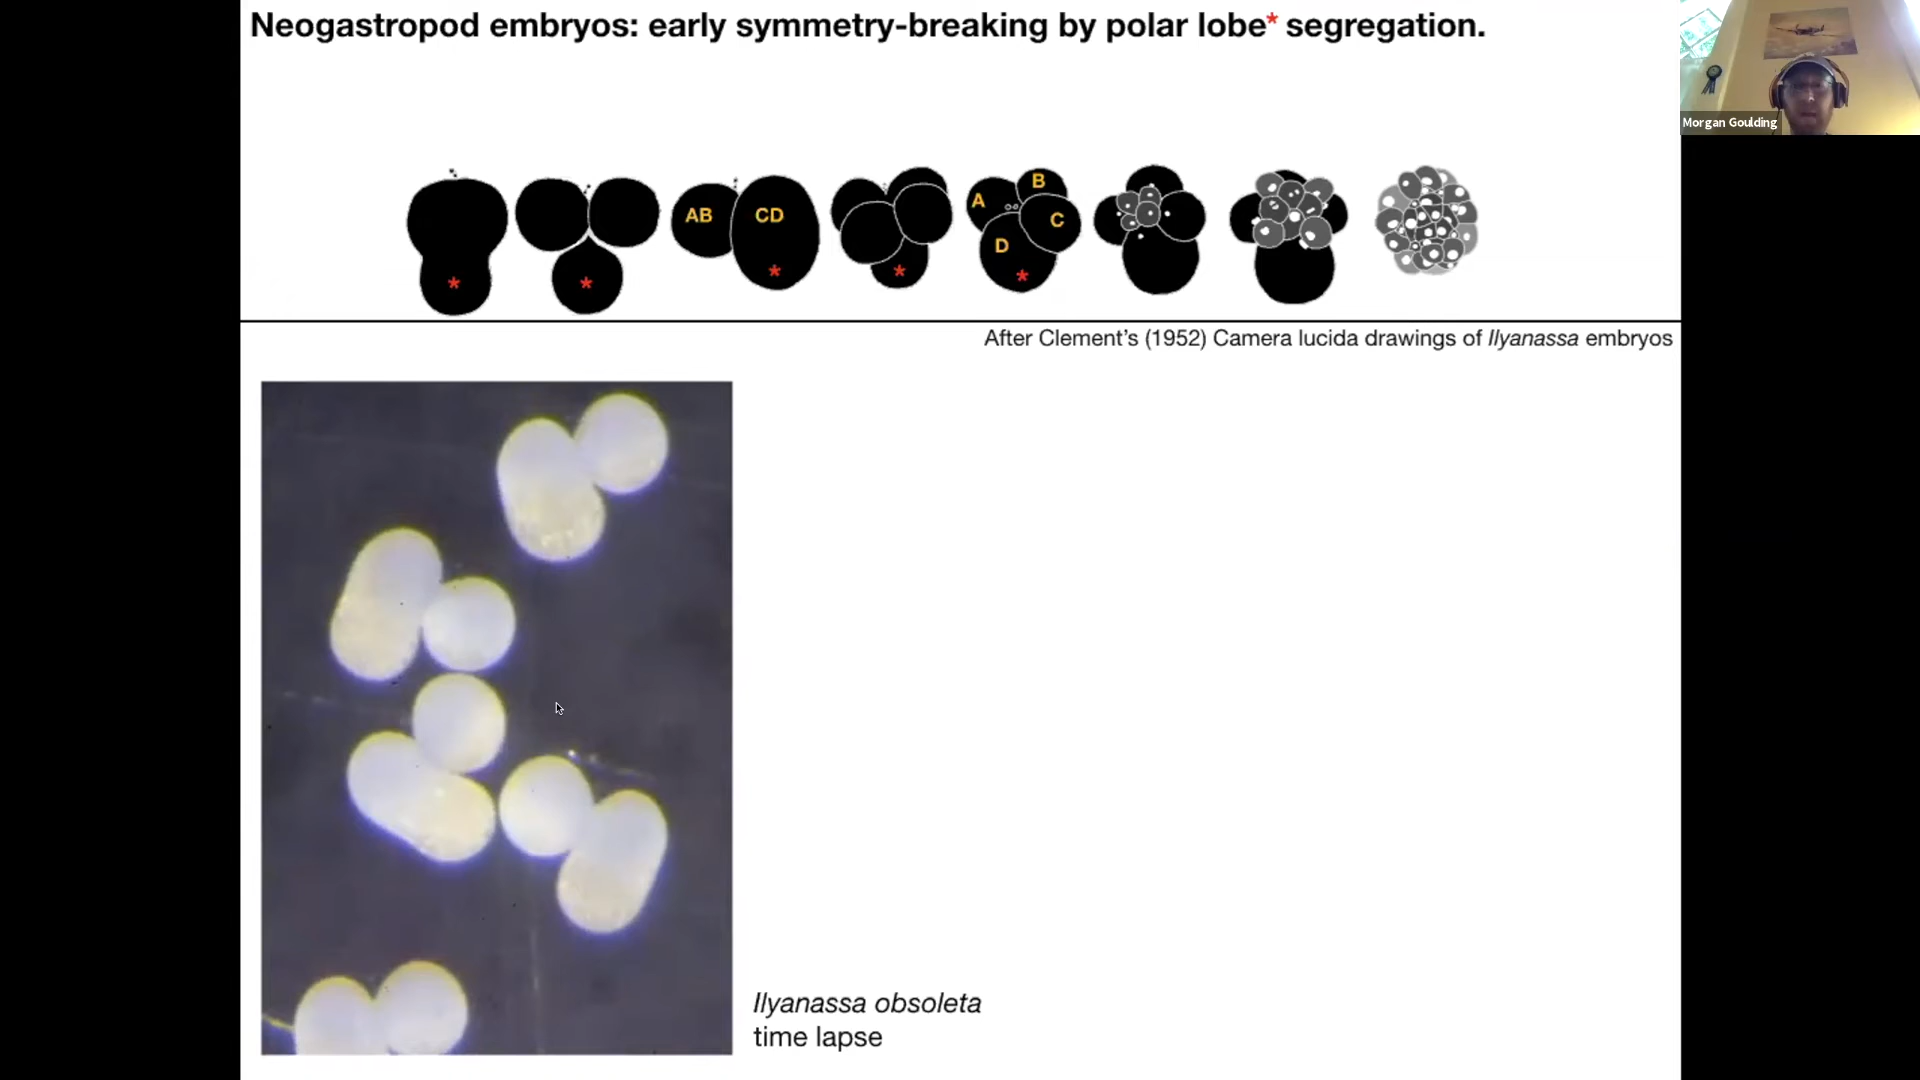 Neogastropod embryos: early symmetry-breaking by polar lobe* segregation.
Morgan Goulding
AB
CD
A
B
C
D
*
*
*
*
*
After Clement's (1952) Camera lucida drawings of Ilyanassa embryos
Ilyanassa obsoleta
time lapse